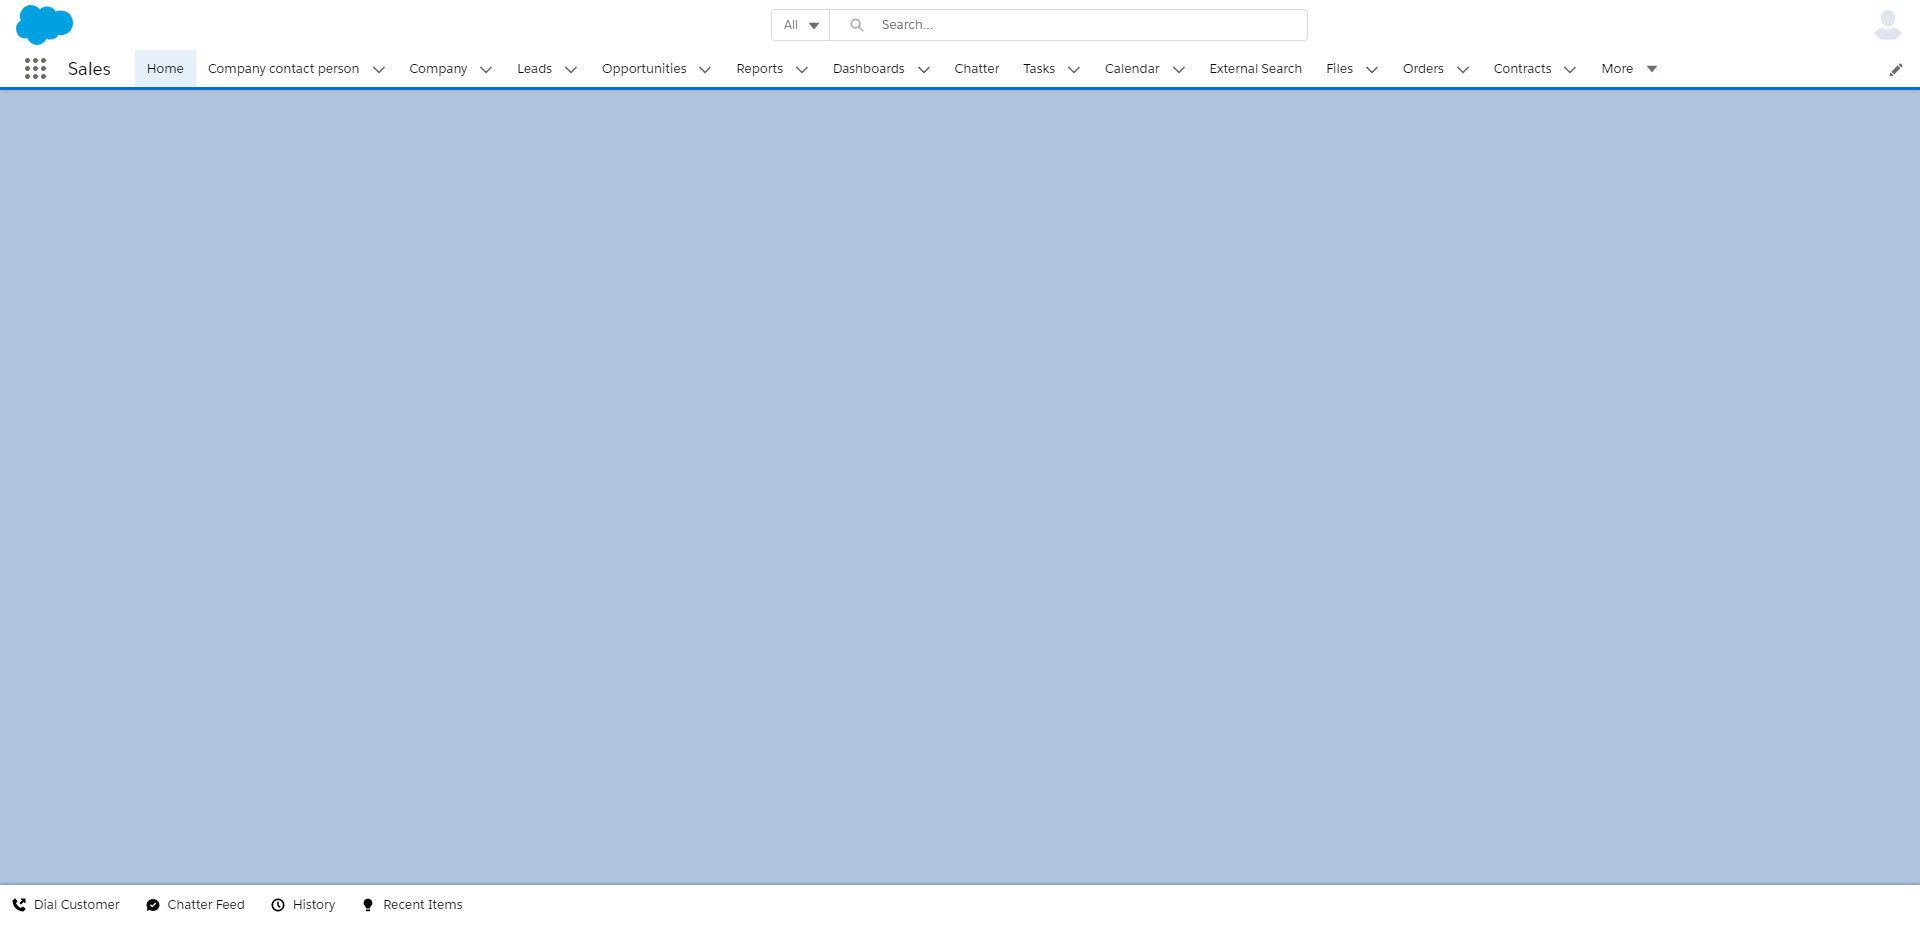 All Search...
Sales Home Company contact person Company Leads Opportunities Reports Dashboards Chatter Tasks Calendar External Search Files Orders Contracts More
Dial Customer Chatter Feed History Recent Items